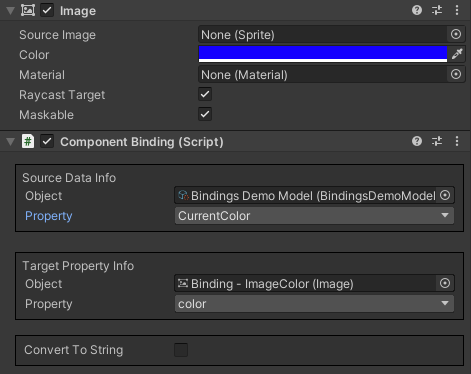 Image
Source Image None (Sprite)
Color
Material None (Material)
Raycast Target
Maskable
# Component Binding (Script)
Source Data Info
Object Bindings Demo Model (BindingsDemoModel
Property CurrentColor
Target Property Info
Object Binding - ImageColor (Image)
Property color
Convert To String